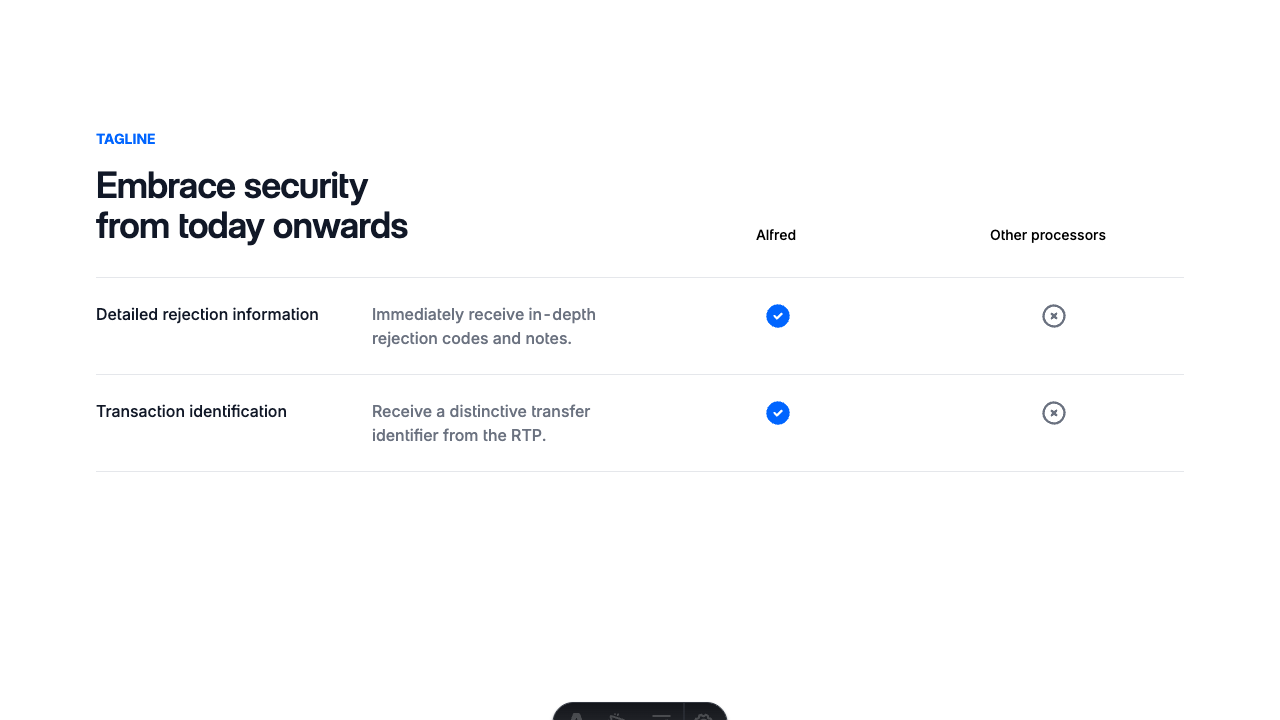 TAGLINE
Embrace security
from today onwards
Alfred
Other processors
Detailed rejection information
Immediately receive in-depth
rejection codes and notes.
Transaction identification
Receive a distinctive transfer
identifier from the RTP.